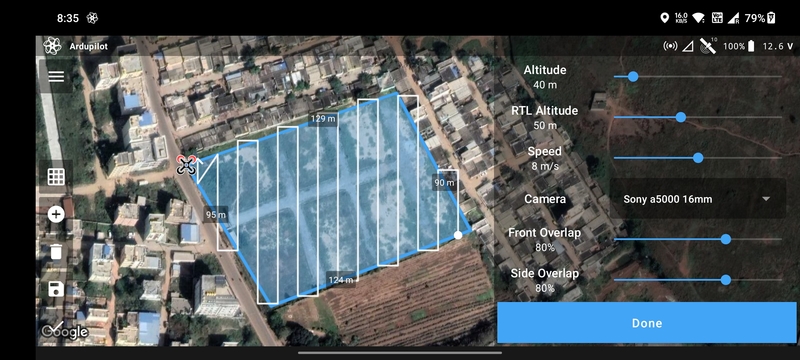 8:35
16.0
KB/S
79%
Ardupilot
100%
12.6 V
Altitude
40 m
RTL Altitude
50 m
Speed
8 m/s
Camera
Sony a5000 16mm
Front Overlap
80%
Side Overlap
80%
Done
129 m
90 m
95 m
124 m
Google